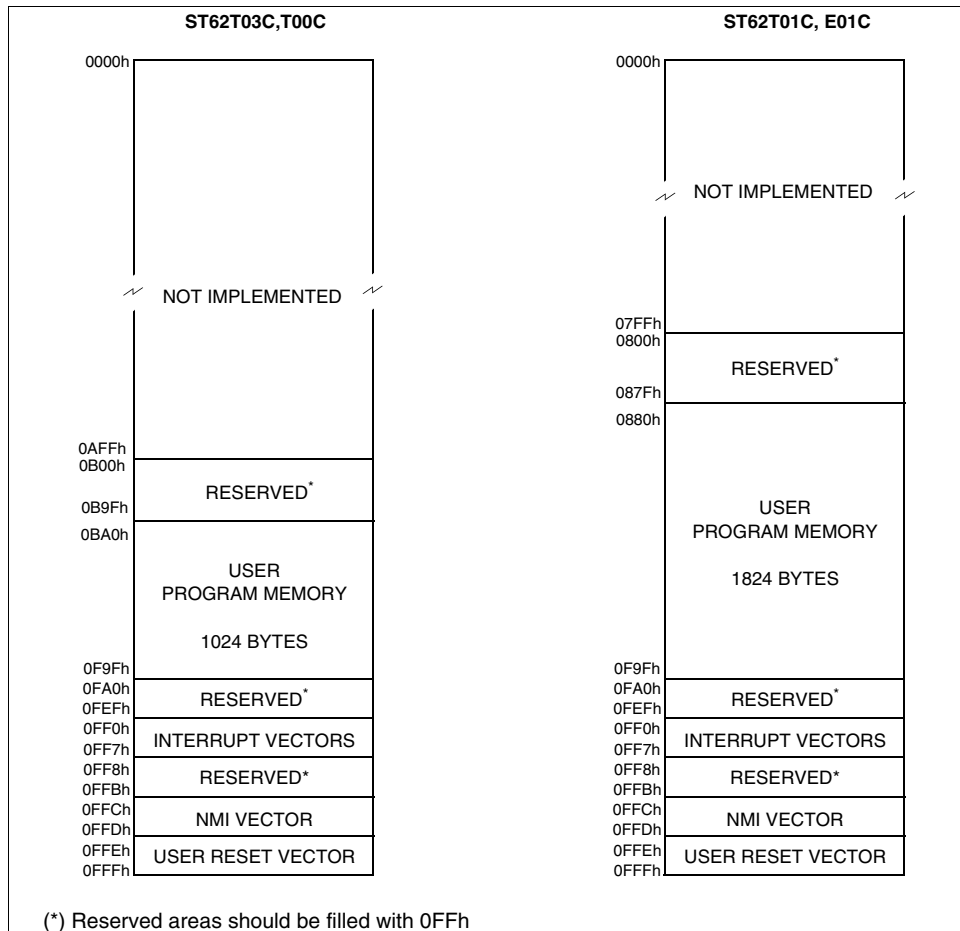 ST62T03C,T00C
0000h
NOT IMPLEMENTED
0AFFh
0B00h
RESERVED*
0B9Fh
0BA0h
USER
PROGRAM MEMORY
1024 BYTES
0F9Fh
0FA0h
RESERVED*
0FEFh
0FF0h
INTERRUPT VECTORS
0FF7h
0FF8h
RESERVED*
0FFBh
0FFCh
NMI VECTOR
0FFDh
0FFEh
USER RESET VECTOR
0FFFh
ST62T01C, E01C
0000h
NOT IMPLEMENTED
07FFh
0800h
RESERVED*
087Fh
0880h
USER
PROGRAM MEMORY
1824 BYTES
0F9Fh
0FA0h
RESERVED*
0FEFh
0FF0h
INTERRUPT VECTORS
0FF7h
0FF8h
RESERVED*
0FFBh
0FFCh
NMI VECTOR
0FFDh
0FFEh
USER RESET VECTOR
0FFFh
(*) Reserved areas should be filled with 0FFh